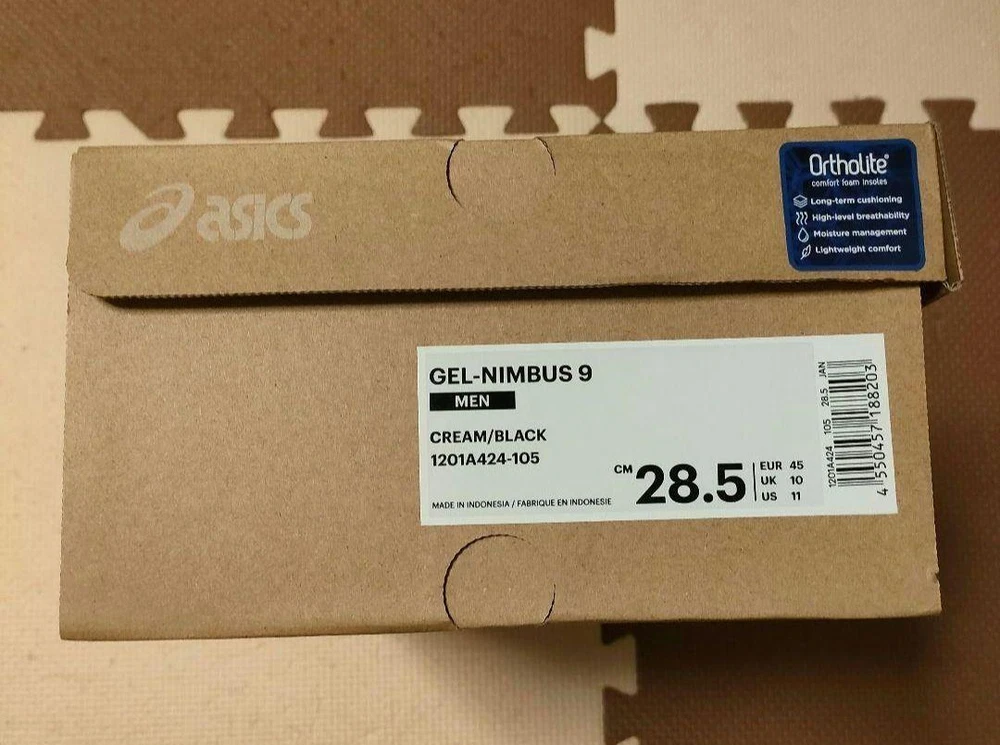 asics
Ortholite®
comfort foam insoles
Long-term cushioning
High-level breathability
Moisture management
Lightweight comfort
GEL-NIMBUS 9
MEN
CREAM/BLACK
1201A424-105
MADE IN INDONESIA / FABRIQUE EN INDONESIE
CM 28.5
EUR 45
UK 10
US 11
1201A424 105 28.5 JAN
4 550457 188203